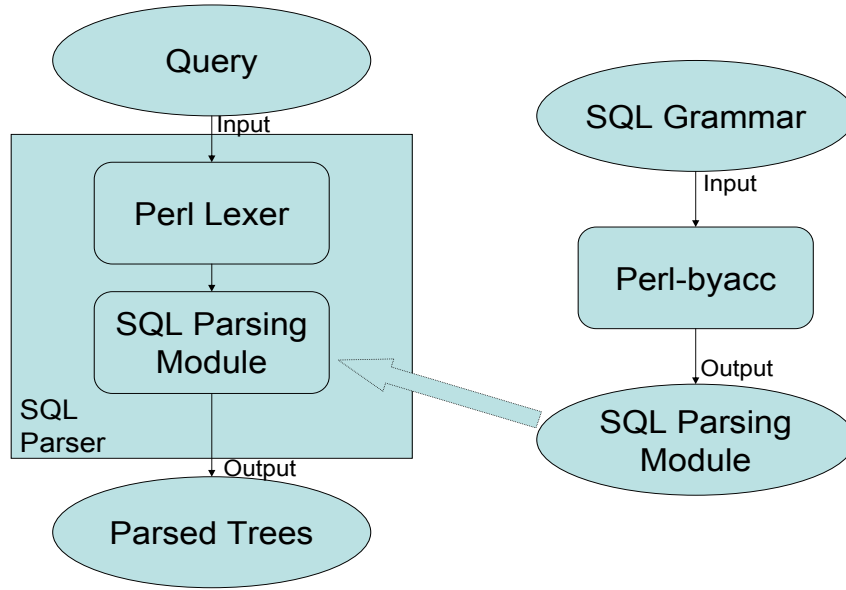 Query
Input
Perl Lexer
SQL Parsing
Module
SQL
Parser
Output
Parsed Trees
SQL Grammar
Input
Perl-byacc
Output
SQL Parsing
Module